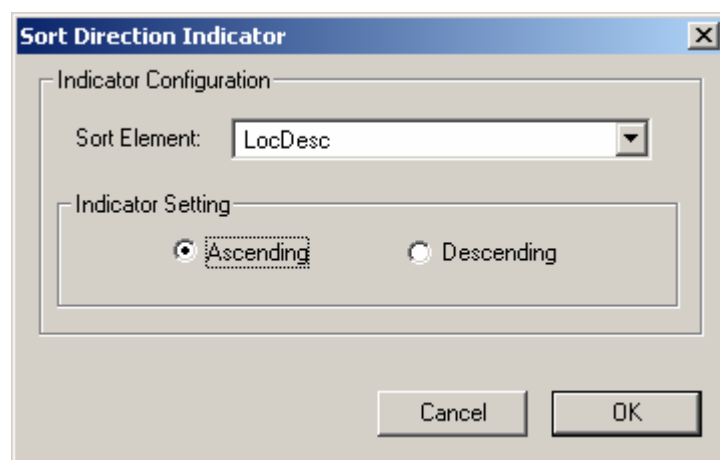 Sort Direction Indicator
Indicator Configuration
Sort Element: LocDesc
Indicator Setting
Ascending Descending
Cancel OK